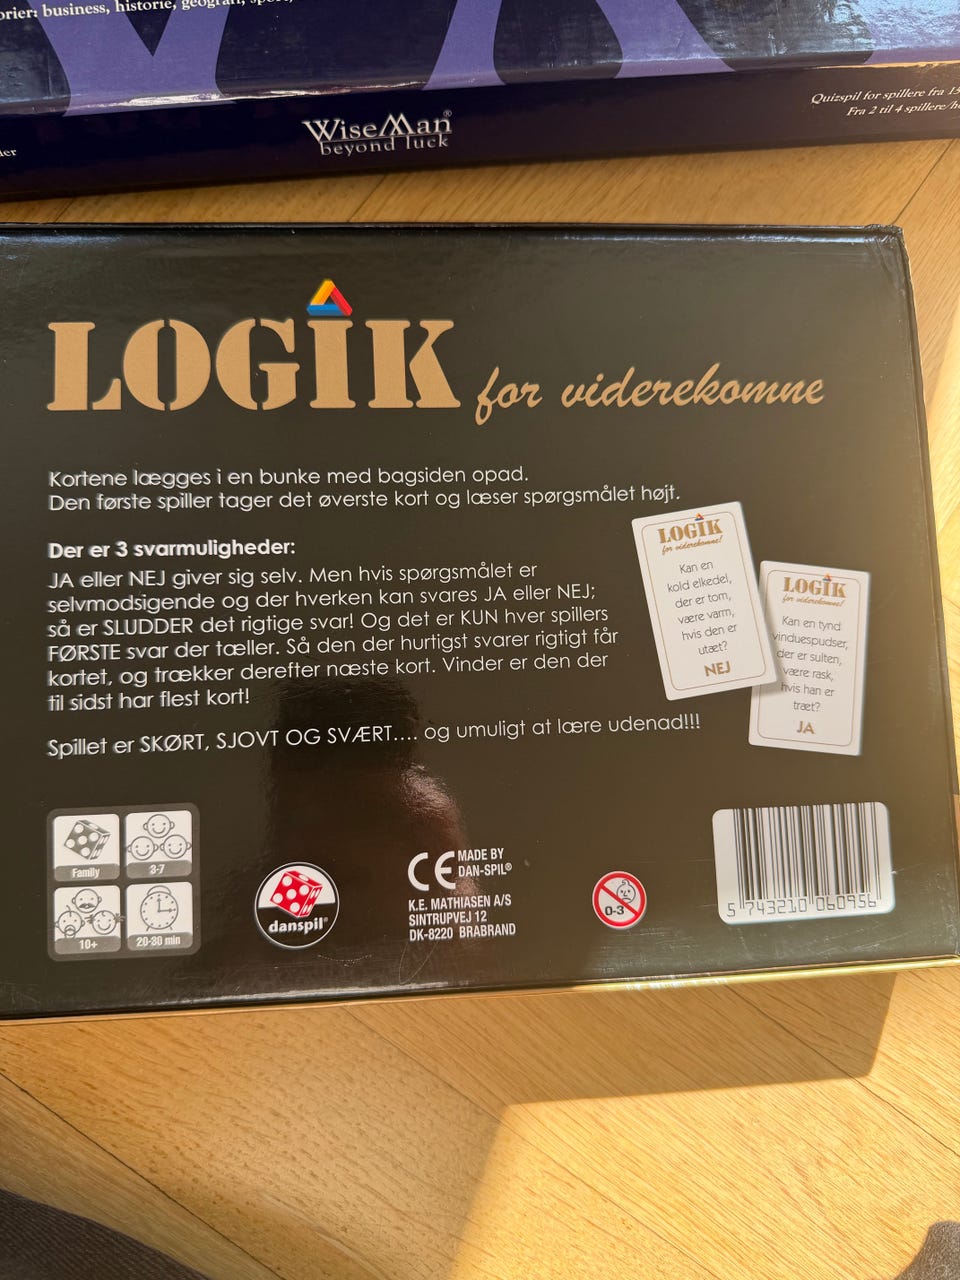 orier: business, historie, geografi, sport,
WiseMan®
beyond luck
Quizspil for spillere fra 15
Fra 2 til 4 spillere/h
LOGIK for viderekomne
Kortene lægges i en bunke med bagsiden opad.
Den første spiller tager det øverste kort og læser spørgsmålet højt.
Der er 3 svarmuligheder:
JA eller NEJ giver sig selv. Men hvis spørgsmålet er
selvmodsigende og der hverken kan svares JA eller NEJ;
så er SLUDDER det rigtige svar! Og det er KUN hver spillers
FØRSTE svar der tæller. Så den der hurtigst svarer rigtigt får
kortet, og trækker derefter næste kort. Vinder er den der
til sidst har flest kort!
Spillet er SKØRT, SJOVT OG SVÆRT.... og umuligt at lære udenad!!!
LOGIK
for viderekomne!
Kan en
kold elkedel,
der er tom,
være varm,
hvis den er
utæt?
NEJ
LOGIK
for viderekomne!
Kan en tynd
vinduespudser,
der er sulten,
være rask,
hvis han er
træt?
JA
Family
3-7
10+
20-30 min
danspil®
CE MADE BY
DAN-SPIL®
K.E. MATHIASEN A/S
SINTRUPVEJ 12
DK-8220 BRABRAND
0-3
5 743210 060956